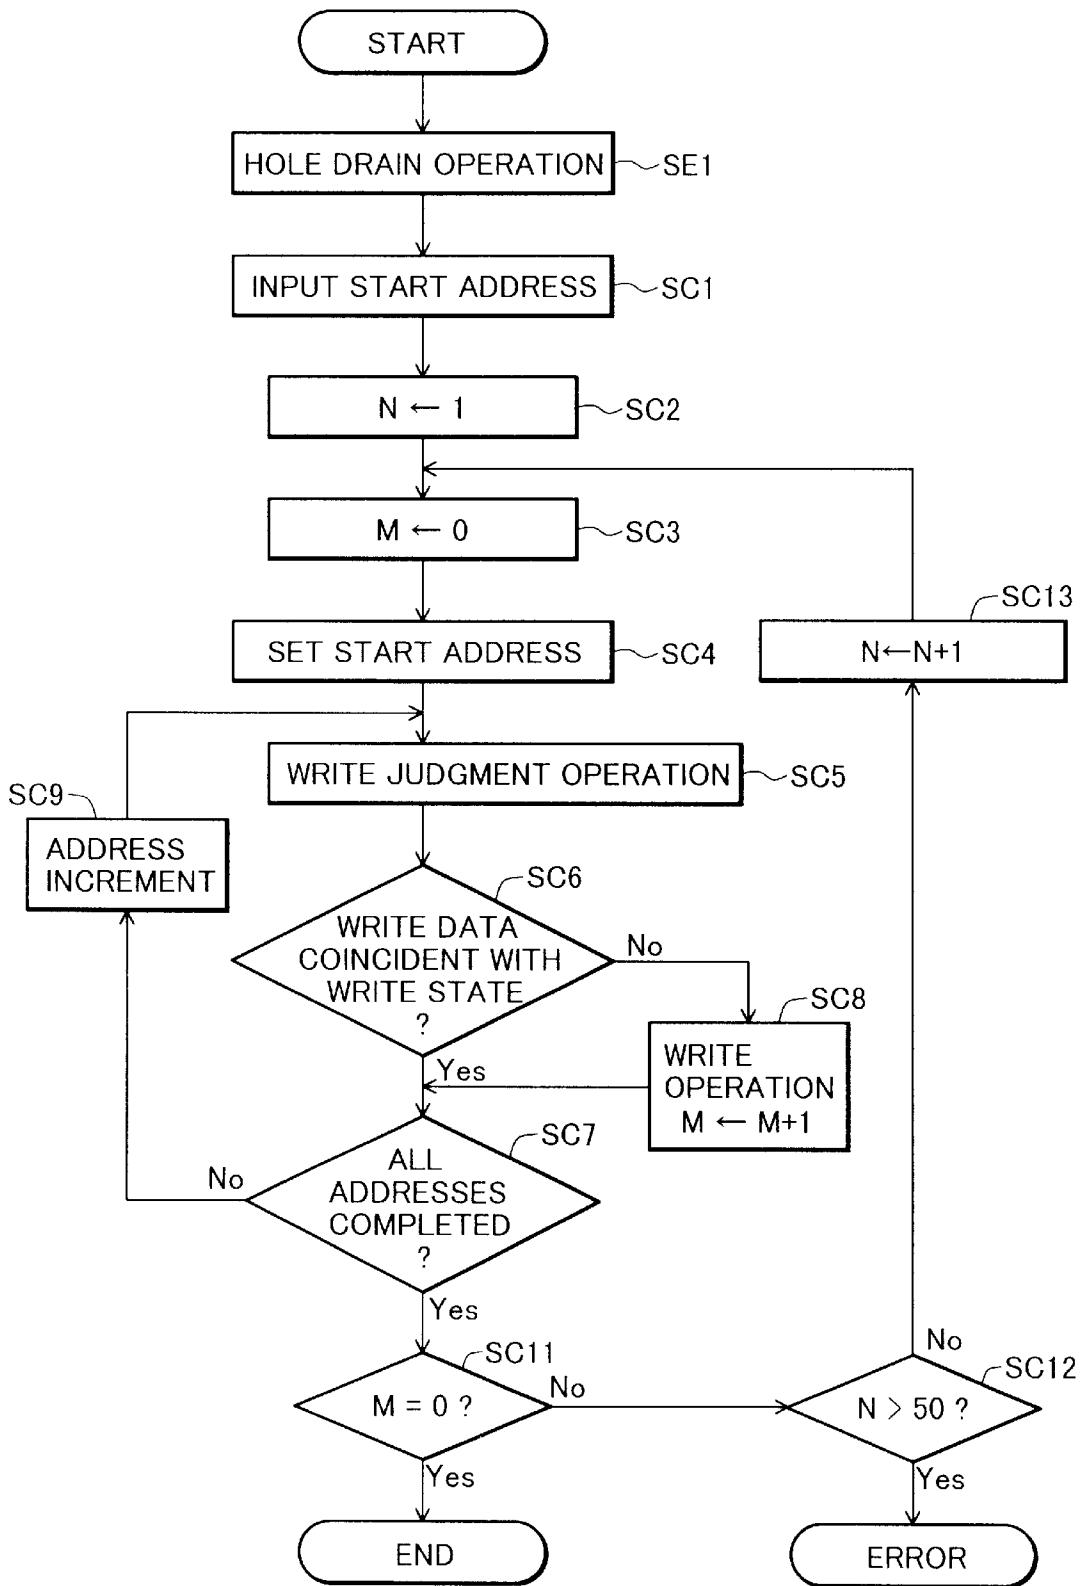 START
HOLE DRAIN OPERATION
SE1
INPUT START ADDRESS
SC1
N ← 1
SC2
M ← 0
SC3
SC13
SET START ADDRESS
SC4
N←N+1
WRITE JUDGMENT OPERATION
SC5
SC9
ADDRESS
INCREMENT
SC6
WRITE DATA
COINCIDENT WITH
WRITE STATE
?
No
SC8
Yes
WRITE
OPERATION
M ← M+1
SC7
ALL
ADDRESSES
COMPLETED
?
No
Yes
SC11
M = 0 ?
No
No
SC12
N > 50 ?
Yes
Yes
END
ERROR